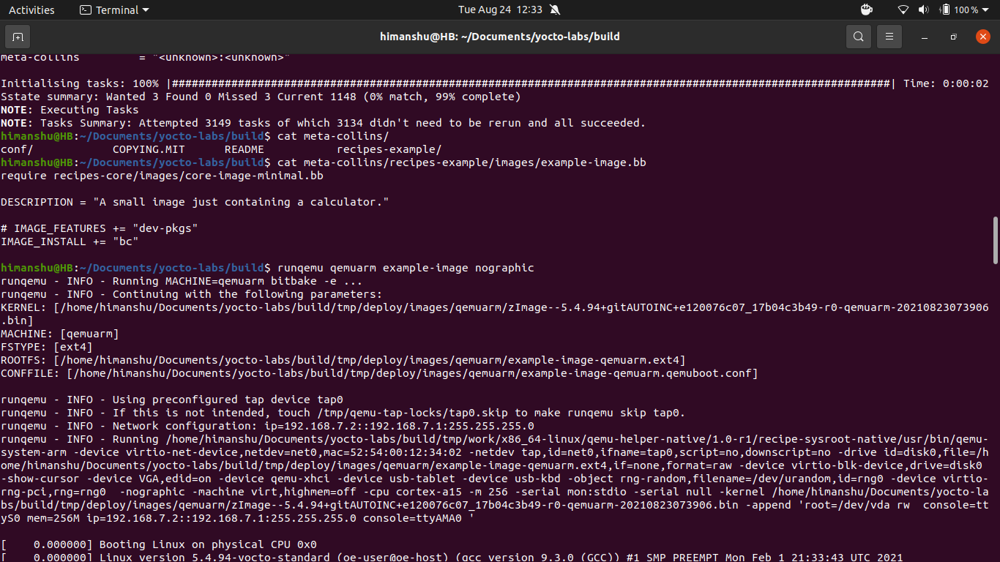 Activities Terminal Tue Aug 24 12:33 100%
himanshu@HB: ~/Documents/yocto-labs/build
meta-collins         = "<unknown>:<unknown>"
Initialising tasks: 100% |#############################################################################################################| Time: 0:00:02
Sstate summary: Wanted 3 Found 0 Missed 3 Current 1148 (0% match, 99% complete)
NOTE: Executing Tasks
NOTE: Tasks Summary: Attempted 3149 tasks of which 3134 didn't need to be rerun and all succeeded.
himanshu@HB:~/Documents/yocto-labs/build$ cat meta-collins/
conf/            COPYING.MIT      README           recipes-example/
himanshu@HB:~/Documents/yocto-labs/build$ cat meta-collins/recipes-example/images/example-image.bb
require recipes-core/images/core-image-minimal.bb
DESCRIPTION = "A small image just containing a calculator."
# IMAGE_FEATURES += "dev-pkgs"
IMAGE_INSTALL += "bc"
himanshu@HB:~/Documents/yocto-labs/build$ runqemu qemuarm example-image nographic
runqemu - INFO - Running MACHINE=qemuarm bitbake -e ...
runqemu - INFO - Continuing with the following parameters:
KERNEL: [/home/himanshu/Documents/yocto-labs/build/tmp/deploy/images/qemuarm/zImage--5.4.94+gitAUTOINC+e120076c07_17b04c3b49-r0-qemuarm-20210823073906
.bin]
MACHINE: [qemuarm]
FSTYPE: [ext4]
ROOTFS: [/home/himanshu/Documents/yocto-labs/build/tmp/deploy/images/qemuarm/example-image-qemuarm.ext4]
CONFFILE: [/home/himanshu/Documents/yocto-labs/build/tmp/deploy/images/qemuarm/example-image-qemuarm.qemuboot.conf]
runqemu - INFO - Using preconfigured tap device tap0
runqemu - INFO - If this is not intended, touch /tmp/qemu-tap-locks/tap0.skip to make runqemu skip tap0.
runqemu - INFO - Network configuration: ip=192.168.7.2::192.168.7.1:255.255.255.0
runqemu - INFO - Running /home/himanshu/Documents/yocto-labs/build/tmp/work/x86_64-linux/qemu-helper-native/1.0-r1/recipe-sysroot-native/usr/bin/qemu-
system-arm -device virtio-net-device,netdev=net0,mac=52:54:00:12:34:02 -netdev tap,id=net0,ifname=tap0,script=no,downscript=no -drive id=disk0,file=/h
ome/himanshu/Documents/yocto-labs/build/tmp/deploy/images/qemuarm/example-image-qemuarm.ext4,if=none,format=raw -device virtio-blk-device,drive=disk0
-show-cursor -device VGA,edid=on -device qemu-xhci -device usb-tablet -device usb-kbd -object rng-random,filename=/dev/urandom,id=rng0 -device virtio-
rng-pci,rng=rng0  -nographic -machine virt,highmem=off -cpu cortex-a15 -m 256 -serial mon:stdio -serial null -kernel /home/himanshu/Documents/yocto-la
bs/build/tmp/deploy/images/qemuarm/zImage--5.4.94+gitAUTOINC+e120076c07_17b04c3b49-r0-qemuarm-20210823073906.bin -append 'root=/dev/vda rw  console=tt
yS0 mem=256M ip=192.168.7.2::192.168.7.1:255.255.255.0 console=ttyAMA0 '
[    0.000000] Booting Linux on physical CPU 0x0
[    0.000000] Linux version 5.4.94-yocto-standard (oe-user@oe-host) (gcc version 9.3.0 (GCC)) #1 SMP PREEMPT Mon Feb 1 21:33:43 UTC 2021